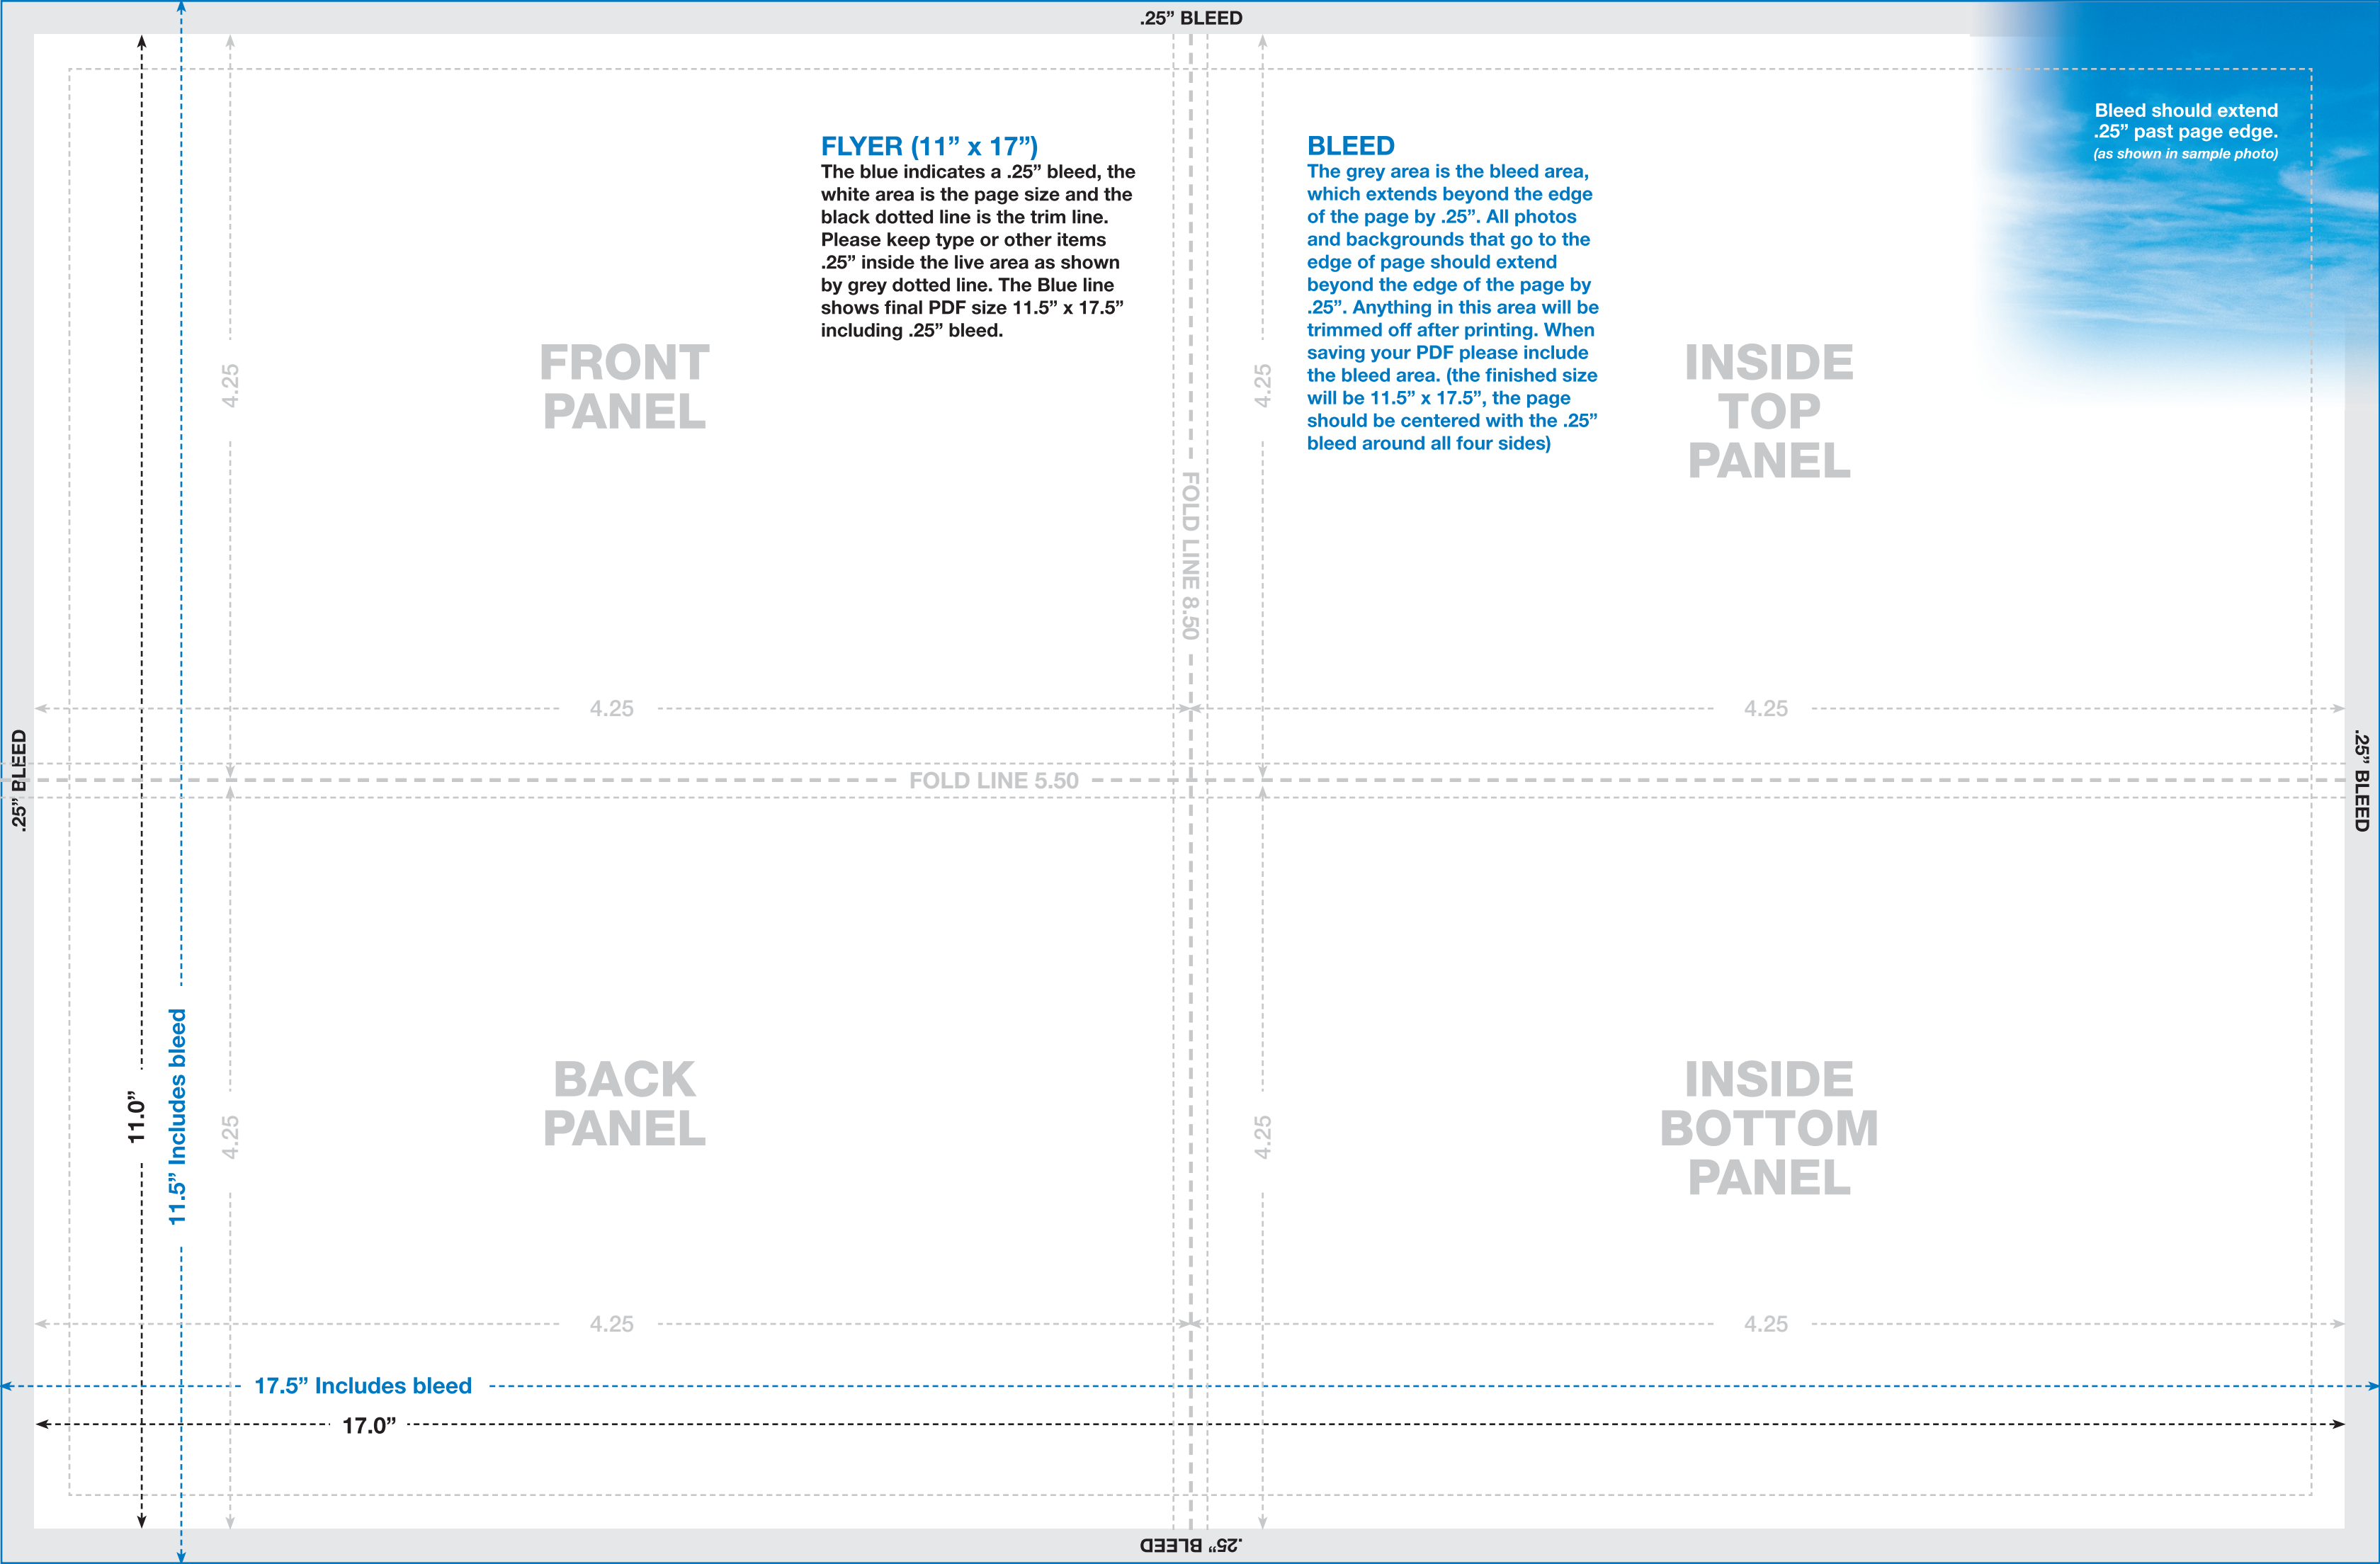 .25” BLEED
Bleed should extend
.25” past page edge.
(as shown in sample photo)
FLYER (11” x 17”)
The blue indicates a .25” bleed, the
white area is the page size and the
black dotted line is the trim line.
Please keep type or other items
.25” inside the live area as shown
by grey dotted line. The Blue line
shows final PDF size 11.5” x 17.5”
including .25” bleed.
BLEED
The grey area is the bleed area,
which extends beyond the edge
of the page by .25”. All photos
and backgrounds that go to the
edge of page should extend
beyond the edge of the page by
.25”. Anything in this area will be
trimmed off after printing. When
saving your PDF please include
the bleed area. (the finished size
will be 11.5” x 17.5”, the page
should be centered with the .25”
bleed around all four sides)
4.25
FRONT
PANEL
4.25
INSIDE
TOP
PANEL
FOLD LINE 8.50
4.25
4.25
.25” BLEED
FOLD LINE 5.50
.25” BLEED
11.0”
11.5” Includes bleed
4.25
BACK
PANEL
4.25
INSIDE
BOTTOM
PANEL
4.25
4.25
17.5” Includes bleed
17.0”
.25” BLEED